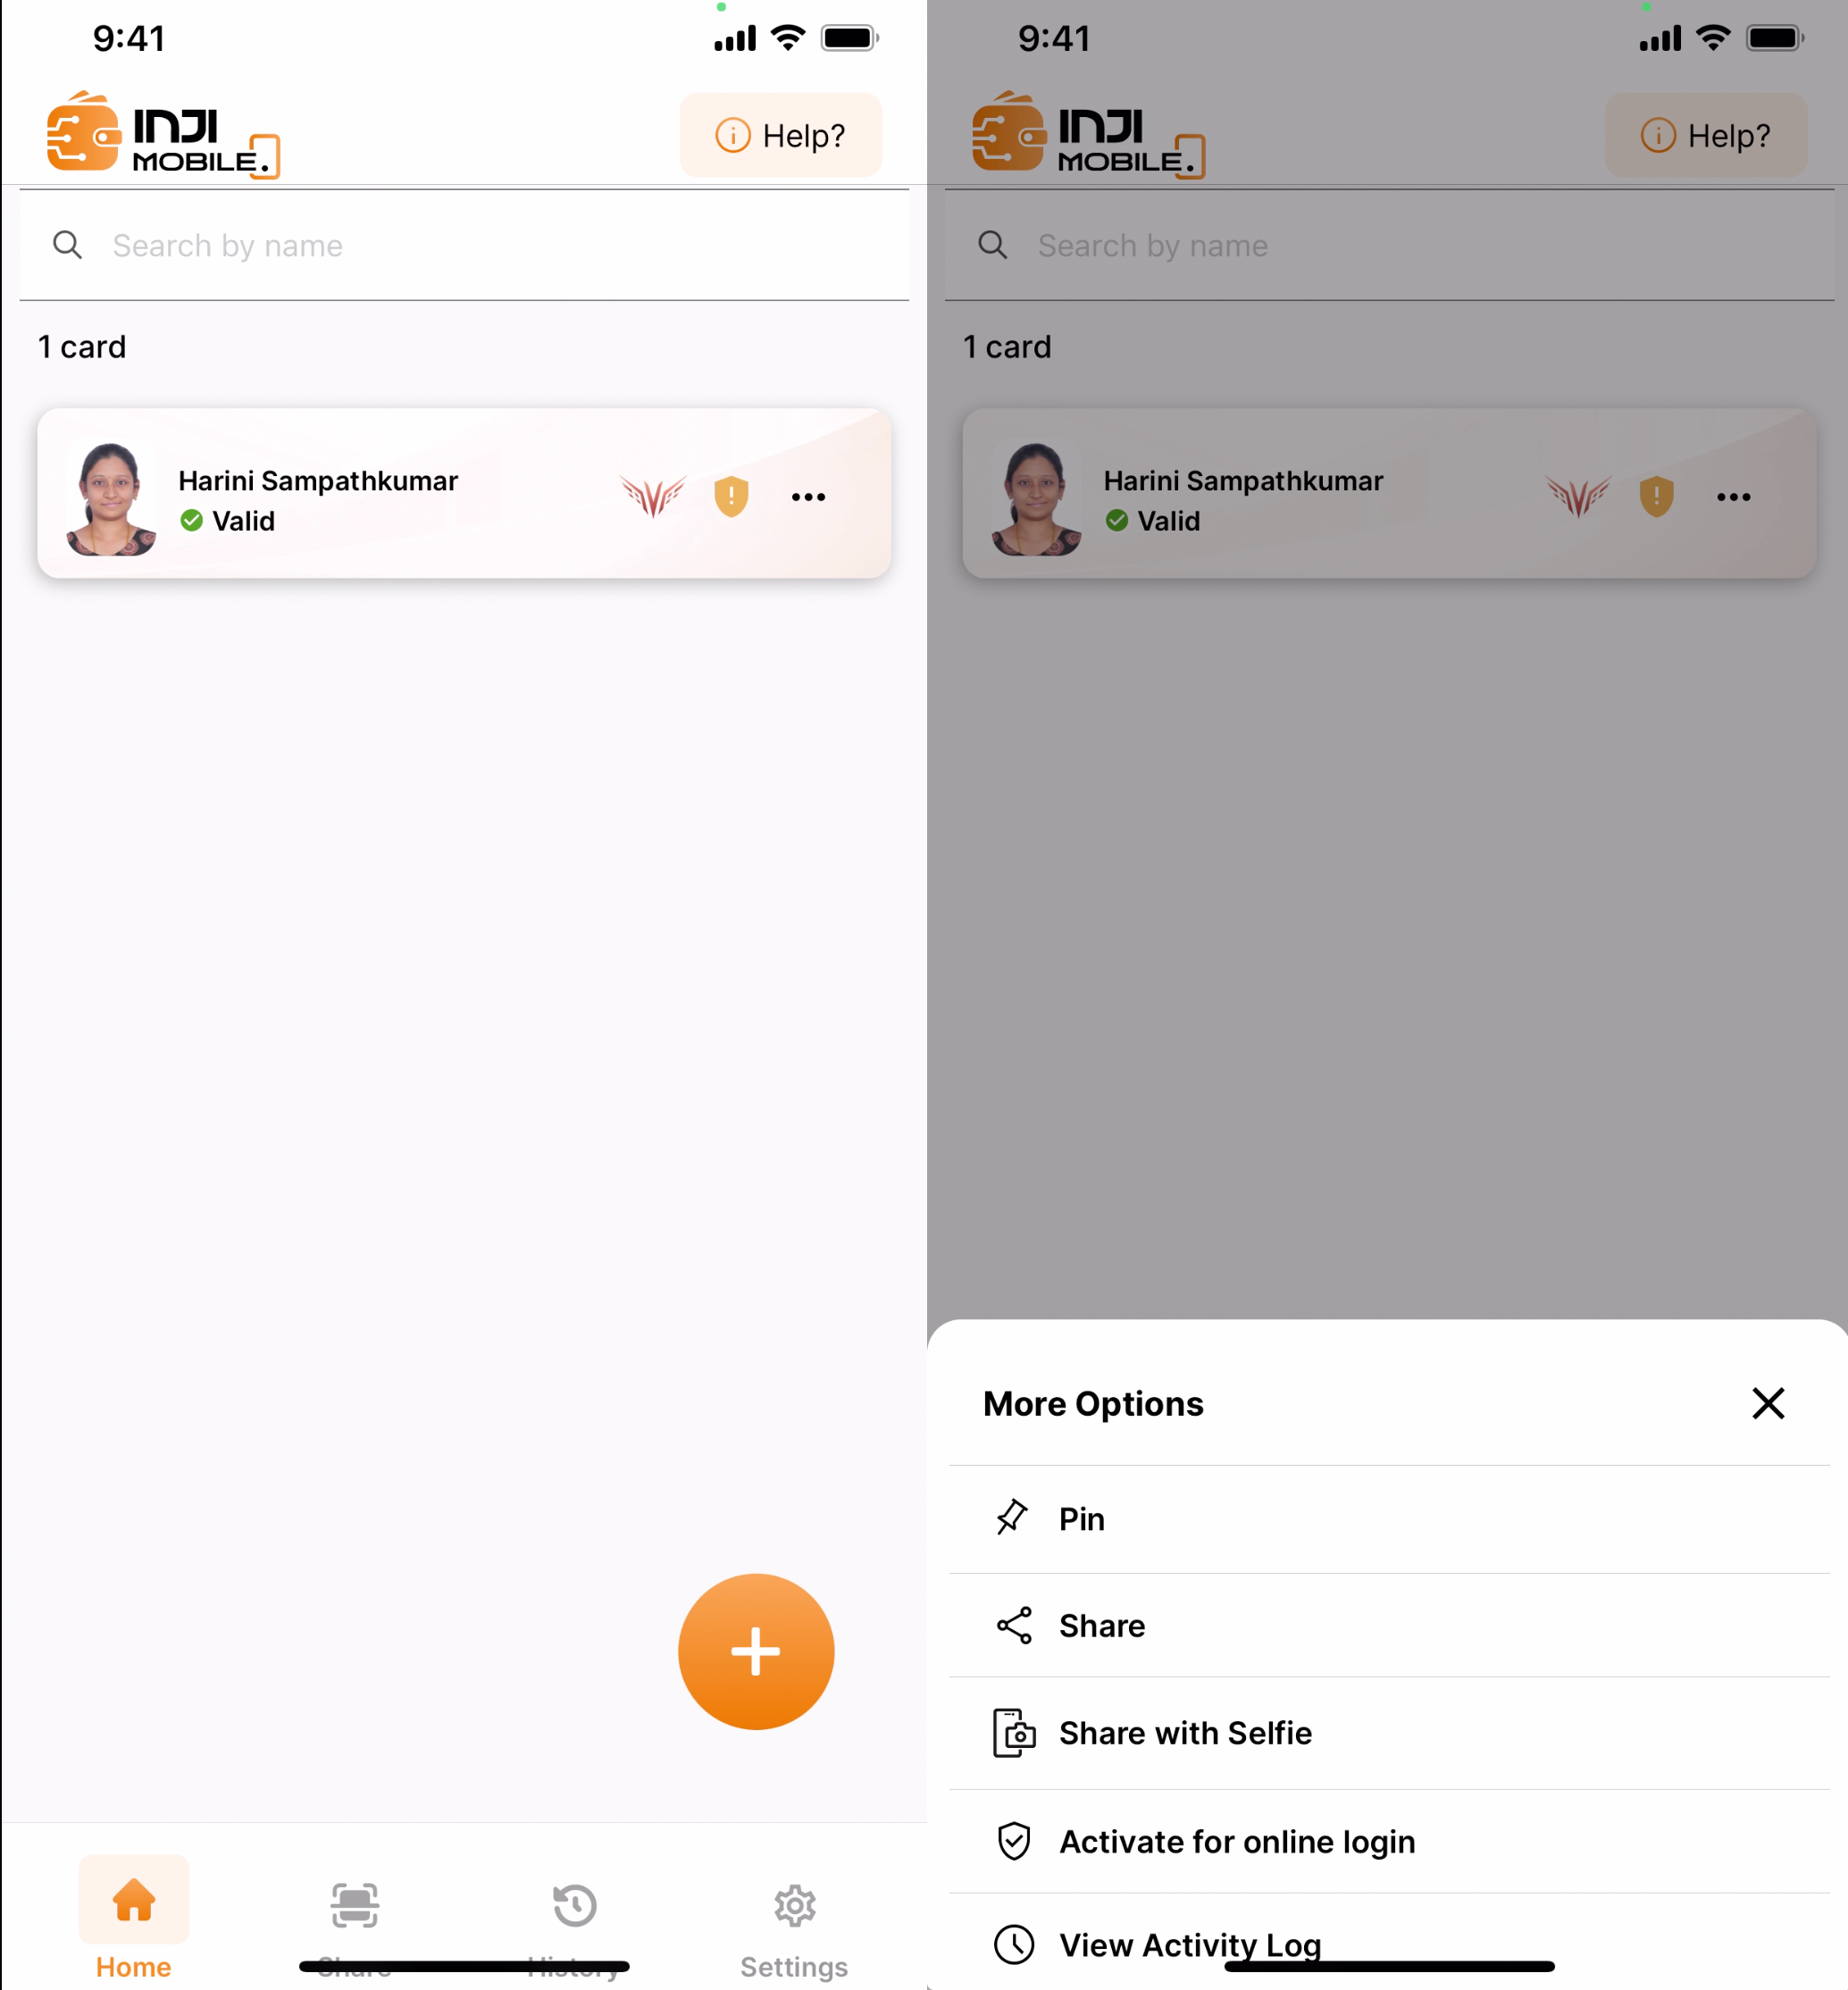 9:41
INJI
MOBILE.
Help?
Search by name
1 card
Harini Sampathkumar
Valid
Home
Share
History
Settings
9:41
INJI
MOBILE.
Help?
Search by name
1 card
Harini Sampathkumar
Valid
More Options
Pin
Share
Share with Selfie
Activate for online login
View Activity Log